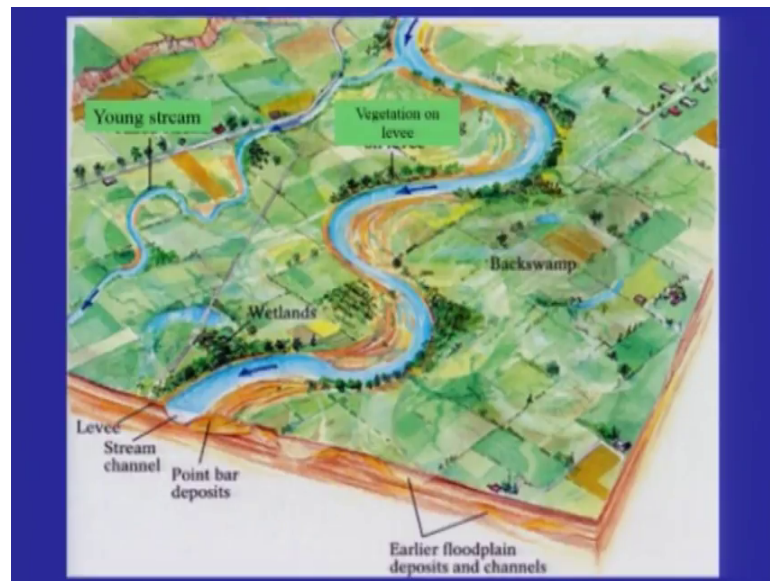 Young stream
Vegetation on
levee
Backswamp
Wetlands
Levee
Stream
channel
Point bar
deposits
Earlier floodplain
deposits and channels